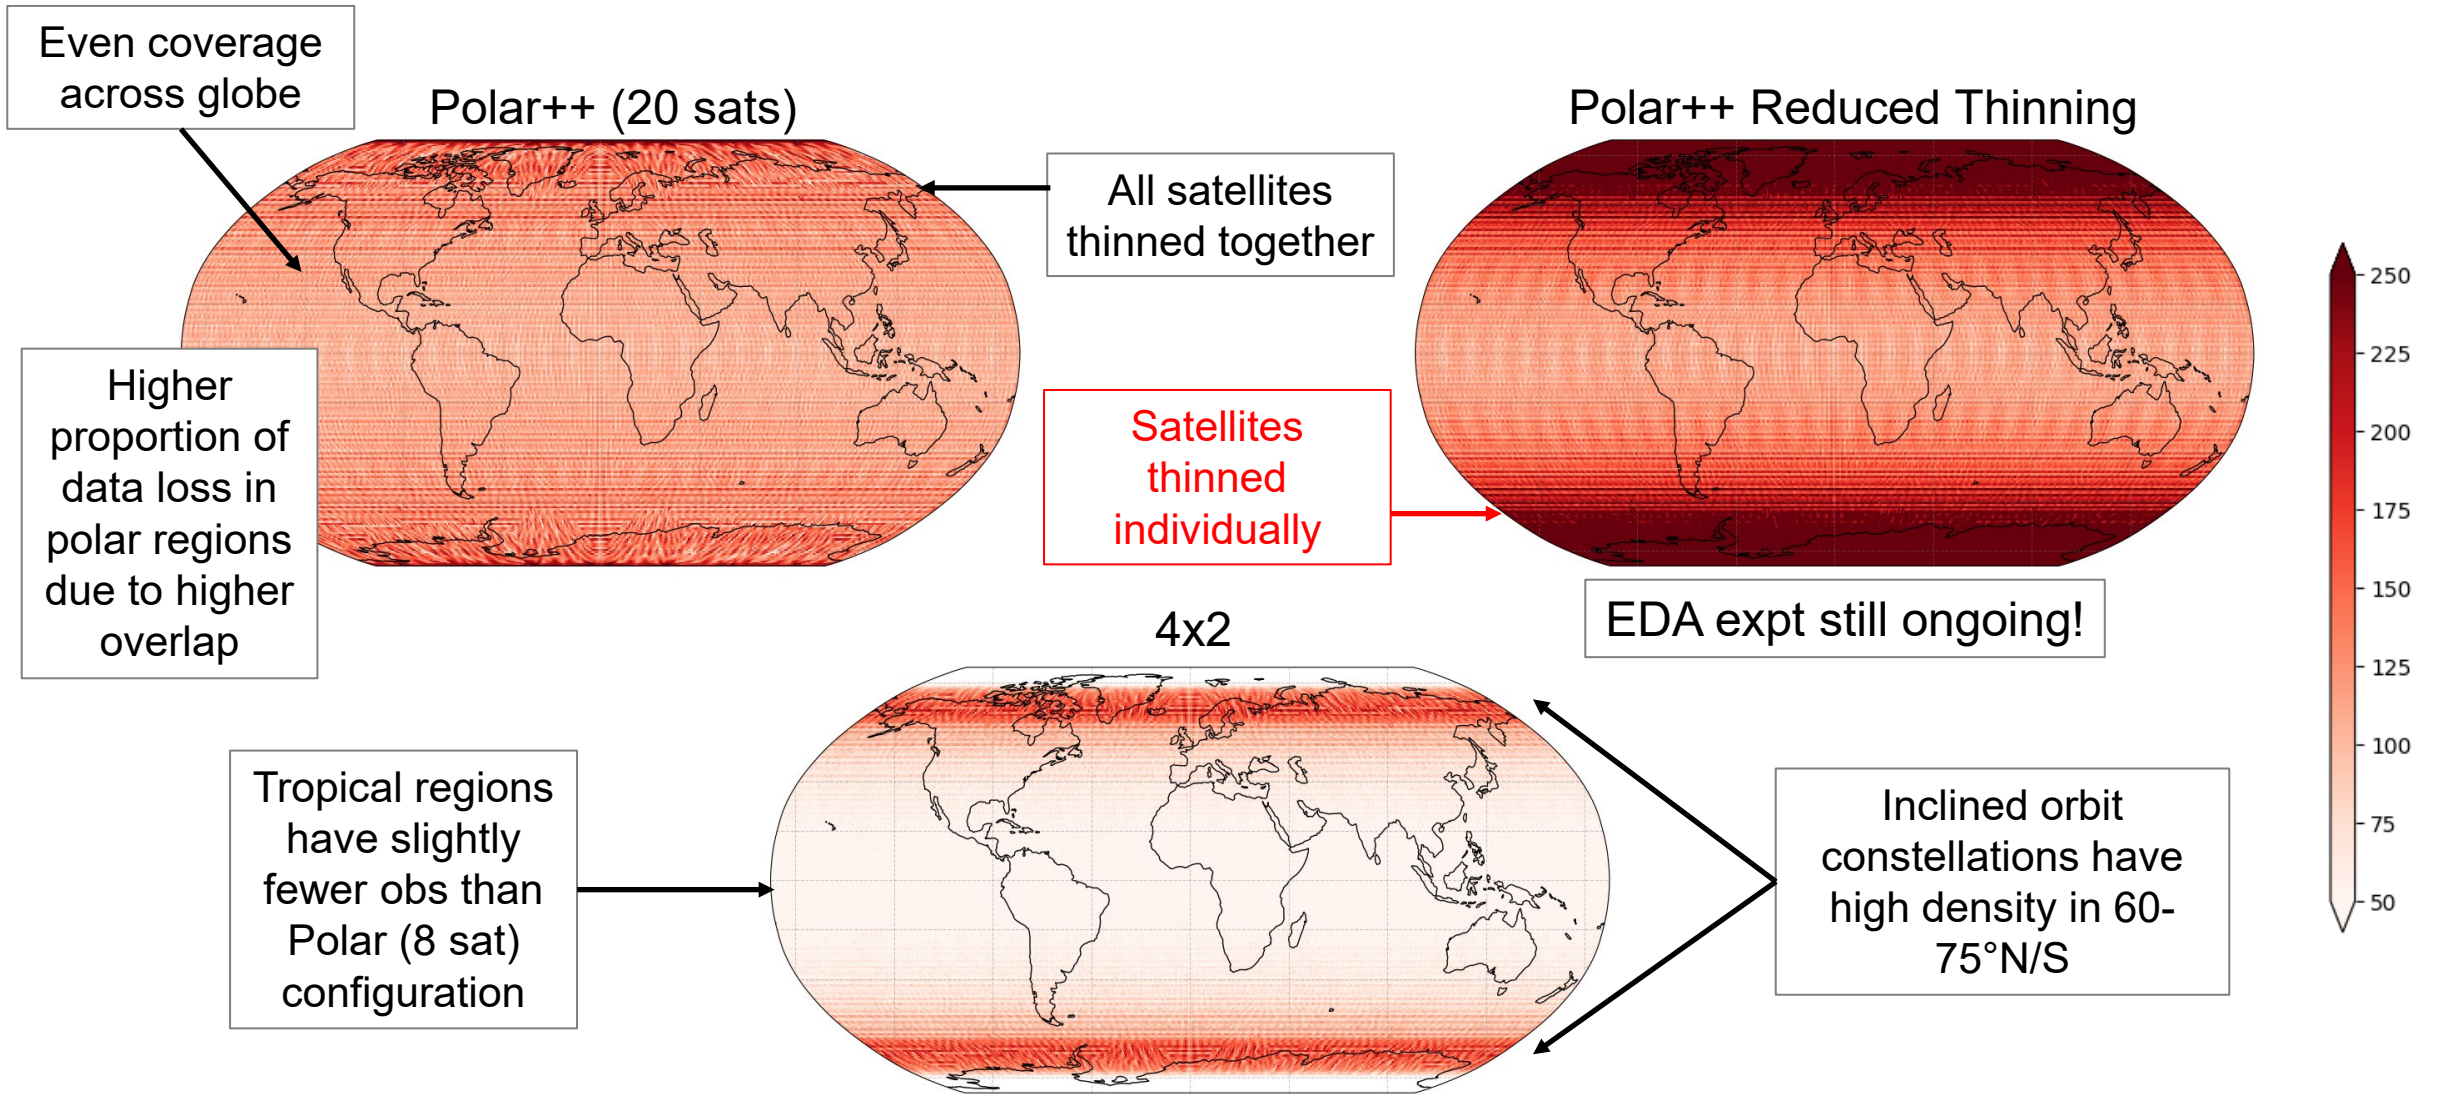 Even coverage
across globe
Polar++ (20 sats)
Polar++ Reduced Thinning
All satellites
thinned together
Higher
proportion of
data loss in
polar regions
due to higher
overlap
Satellites
thinned
individually
EDA expt still ongoing!
250
225
200
175
150
125
100
75
50
4x2
Tropical regions
have slightly
fewer obs than
Polar (8 sat)
configuration
Inclined orbit
constellations have
high density in 60-
75°N/S